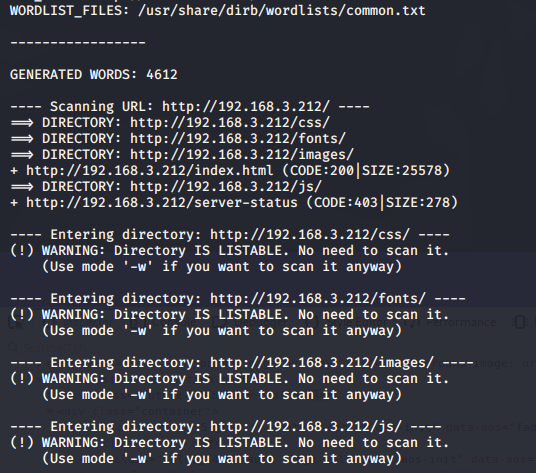 WORDLIST_FILES: /usr/share/dirb/wordlists/common.txt
-----------------
GENERATED WORDS: 4612
---- Scanning URL: http://192.168.3.212/ ----
==> DIRECTORY: http://192.168.3.212/css/
==> DIRECTORY: http://192.168.3.212/fonts/
==> DIRECTORY: http://192.168.3.212/images/
+ http://192.168.3.212/index.html (CODE:200|SIZE:25578)
==> DIRECTORY: http://192.168.3.212/js/
+ http://192.168.3.212/server-status (CODE:403|SIZE:278)
---- Entering directory: http://192.168.3.212/css/ ----
(!) WARNING: Directory IS LISTABLE. No need to scan it.
(Use mode '-w' if you want to scan it anyway)
---- Entering directory: http://192.168.3.212/fonts/ ----
(!) WARNING: Directory IS LISTABLE. No need to scan it.
(Use mode '-w' if you want to scan it anyway)
---- Entering directory: http://192.168.3.212/images/ ----
(!) WARNING: Directory IS LISTABLE. No need to scan it.
(Use mode '-w' if you want to scan it anyway)
---- Entering directory: http://192.168.3.212/js/ ----
(!) WARNING: Directory IS LISTABLE. No need to scan it.
(Use mode '-w' if you want to scan it anyway)